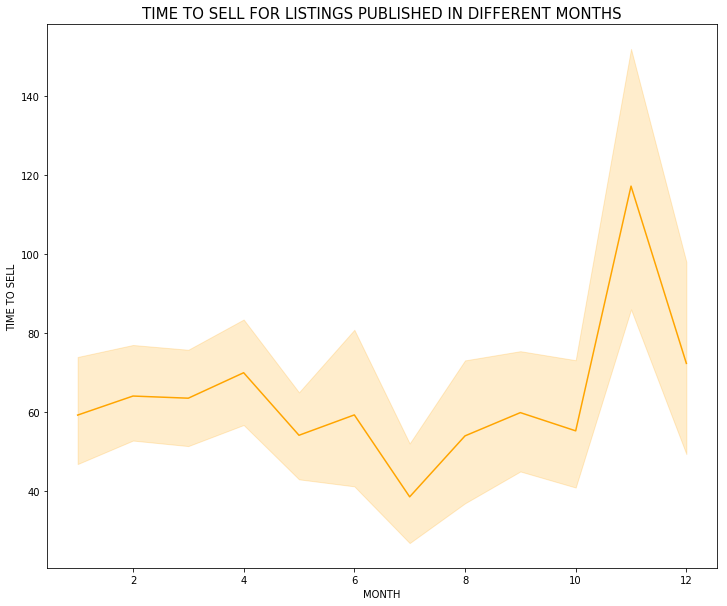 TIME TO SELL FOR LISTINGS PUBLISHED IN DIFFERENT MONTHS
TIME TO SELL
140
120
100
80
60
40
2 4 6 8 10 12
MONTH